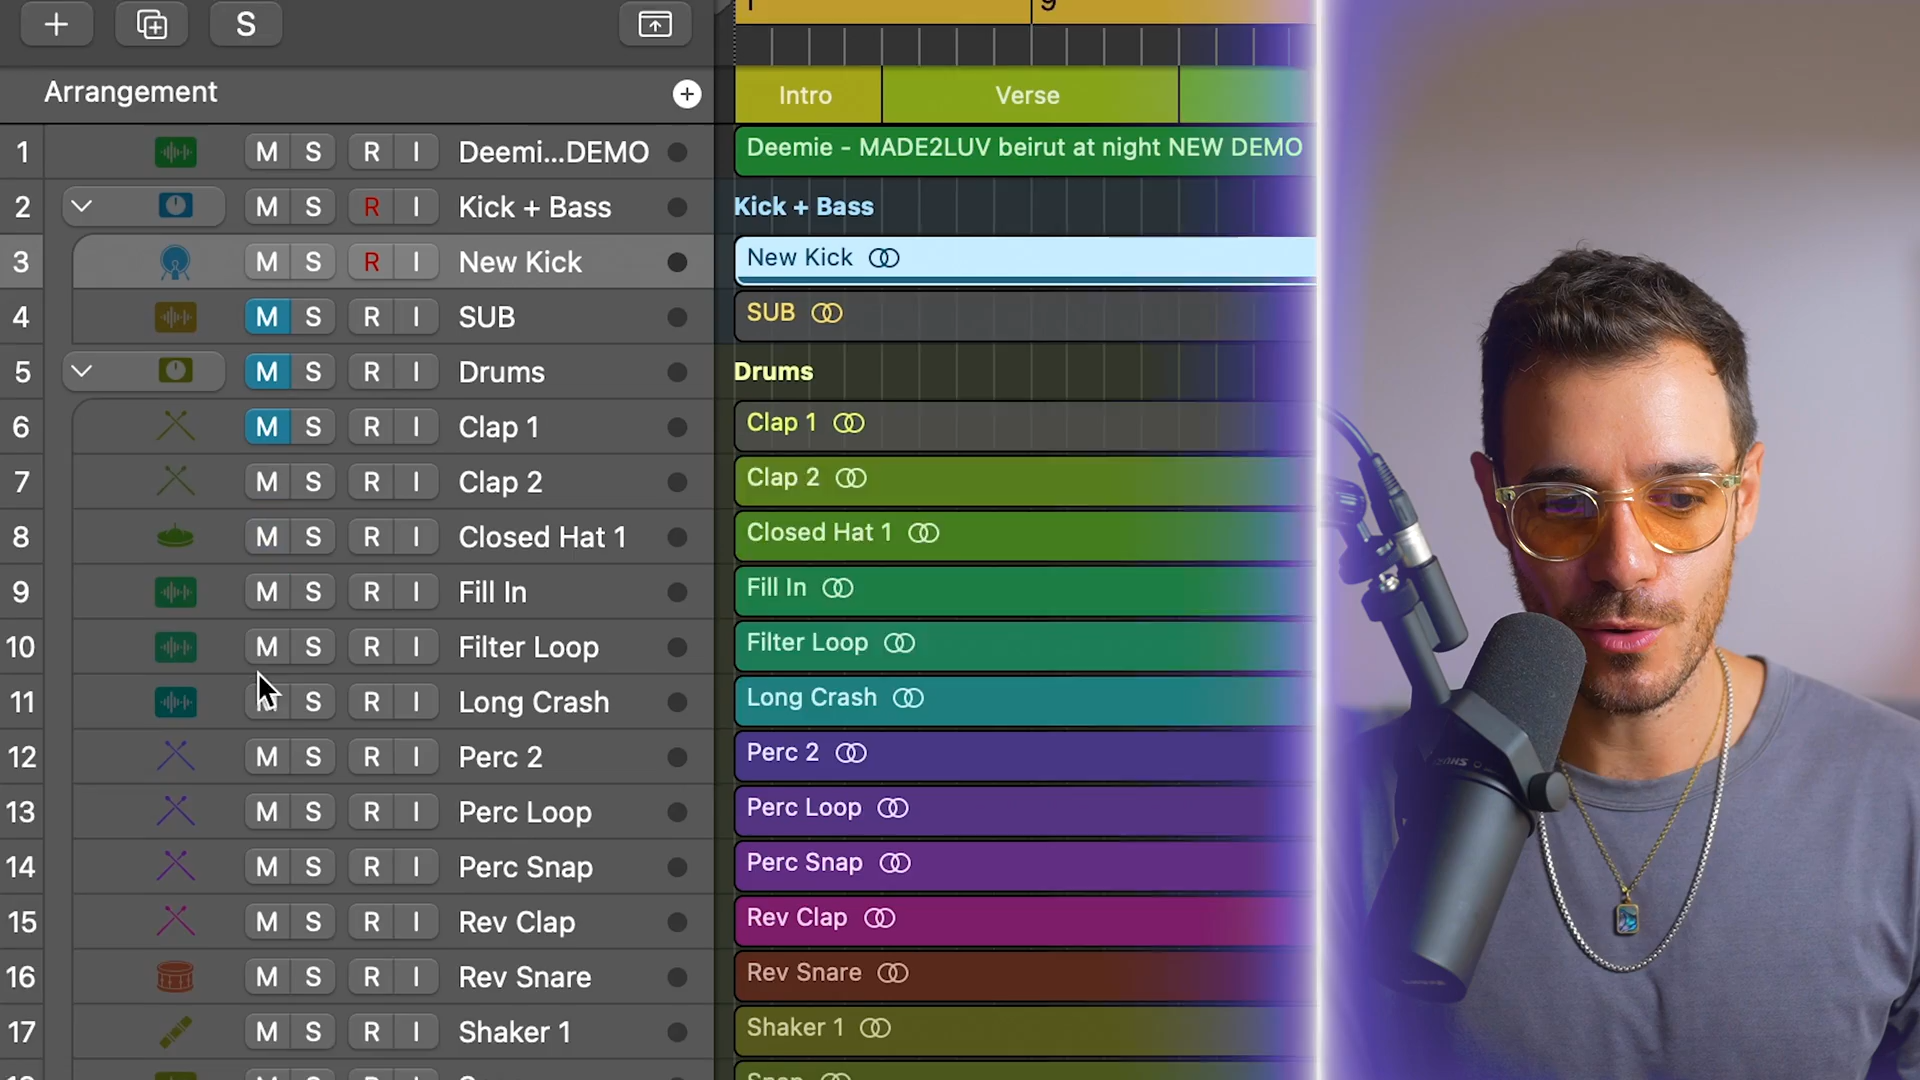 S
9
Arrangement
Intro
Verse
1 M S R I Deemi...DEMO
Deemie - MADE2LUV beirut at night NEW DEMO
2 M S R I Kick + Bass
Kick + Bass
3 M S R I New Kick
New Kick
4 M S R I SUB
SUB
5 M S R I Drums
Drums
6 M S R I Clap 1
Clap 1
7 M S R I Clap 2
Clap 2
8 M S R I Closed Hat 1
Closed Hat 1
9 M S R I Fill In
Fill In
10 M S R I Filter Loop
Filter Loop
11 S R I Long Crash
Long Crash
12 M S R I Perc 2
Perc 2
13 M S R I Perc Loop
Perc Loop
14 M S R I Perc Snap
Perc Snap
15 M S R I Rev Clap
Rev Clap
16 M S R I Rev Snare
Rev Snare
17 M S R I Shaker 1
Shaker 1